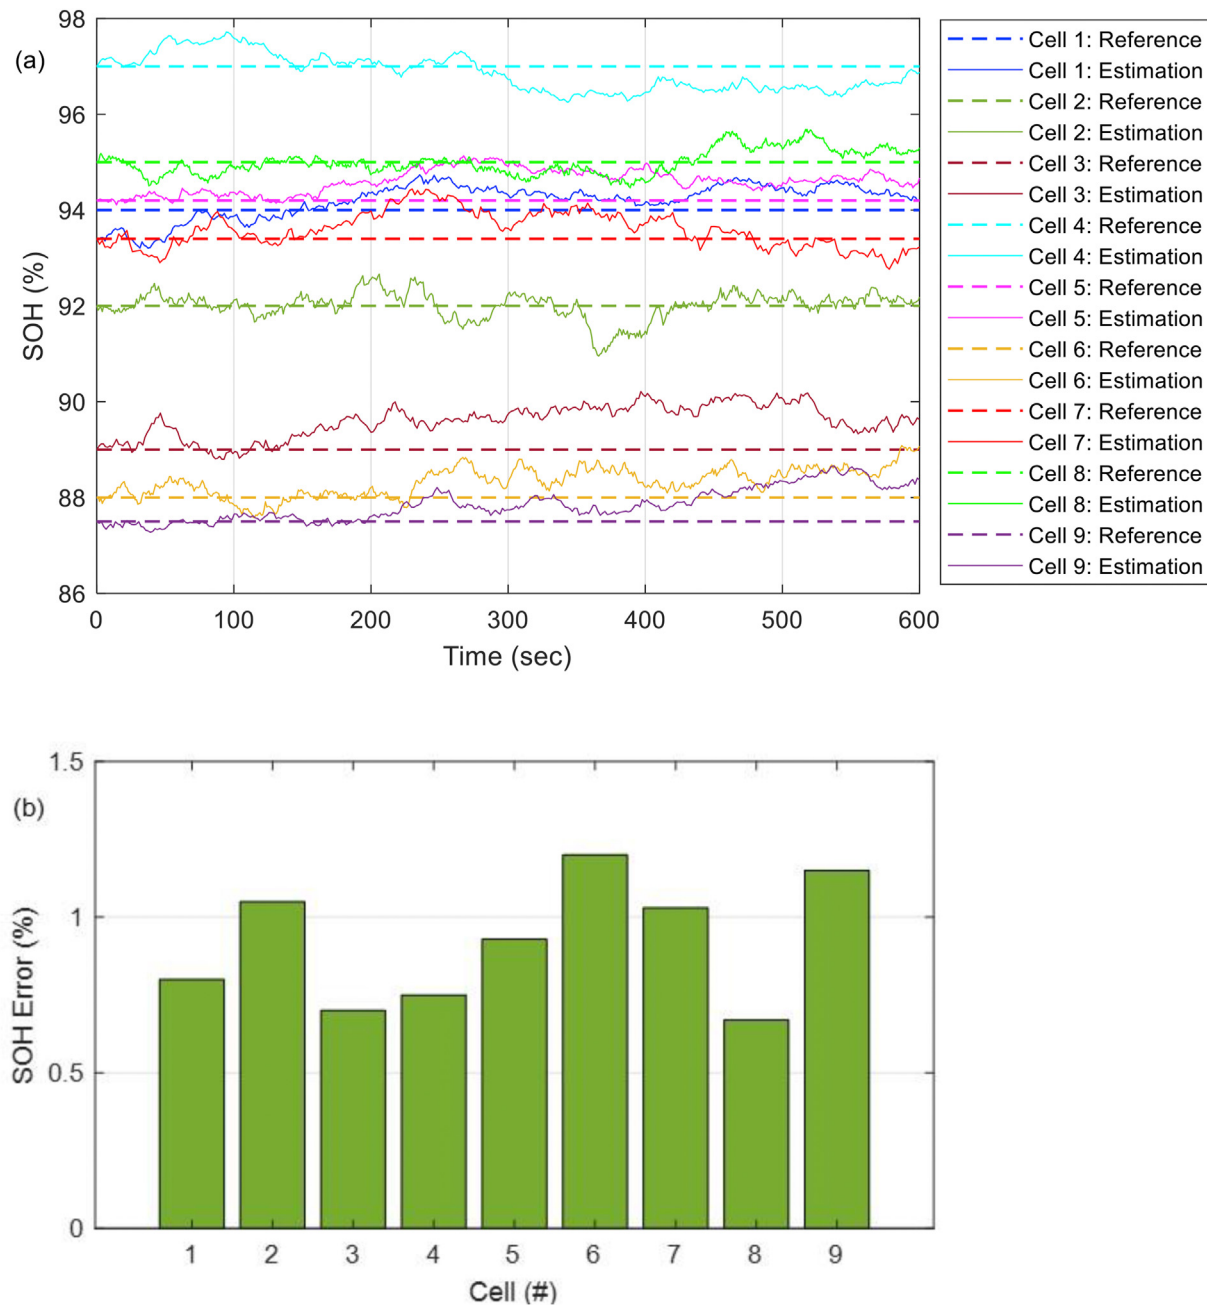 (a)
98
96
94
92
90
88
86
SOH (%)
0 100 200 300 400 500 600
Time (sec)
Cell 1: Reference
Cell 1: Estimation
Cell 2: Reference
Cell 2: Estimation
Cell 3: Reference
Cell 3: Estimation
Cell 4: Reference
Cell 4: Estimation
Cell 5: Reference
Cell 5: Estimation
Cell 6: Reference
Cell 6: Estimation
Cell 7: Reference
Cell 7: Estimation
Cell 8: Reference
Cell 8: Estimation
Cell 9: Reference
Cell 9: Estimation
(b)
1.5
1
0.5
0
SOH Error (%)
1 2 3 4 5 6 7 8 9
Cell (#)